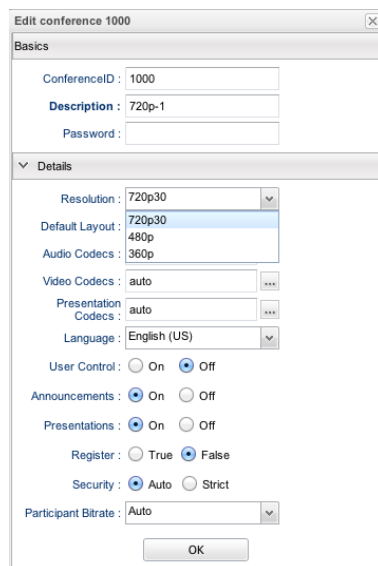 Edit conference 1000
Basics
ConferenceID : 1000
Description : 720p-1
Password :
Details
Resolution : 720p30
720p30
Default Layout :
480p
Audio Codecs :
360p
Video Codecs : auto ...
Presentation
Codecs : auto ...
Language : English (US)
User Control : On Off
Announcements : On Off
Presentations : On Off
Register : True False
Security : Auto Strict
Participant Bitrate : Auto
OK